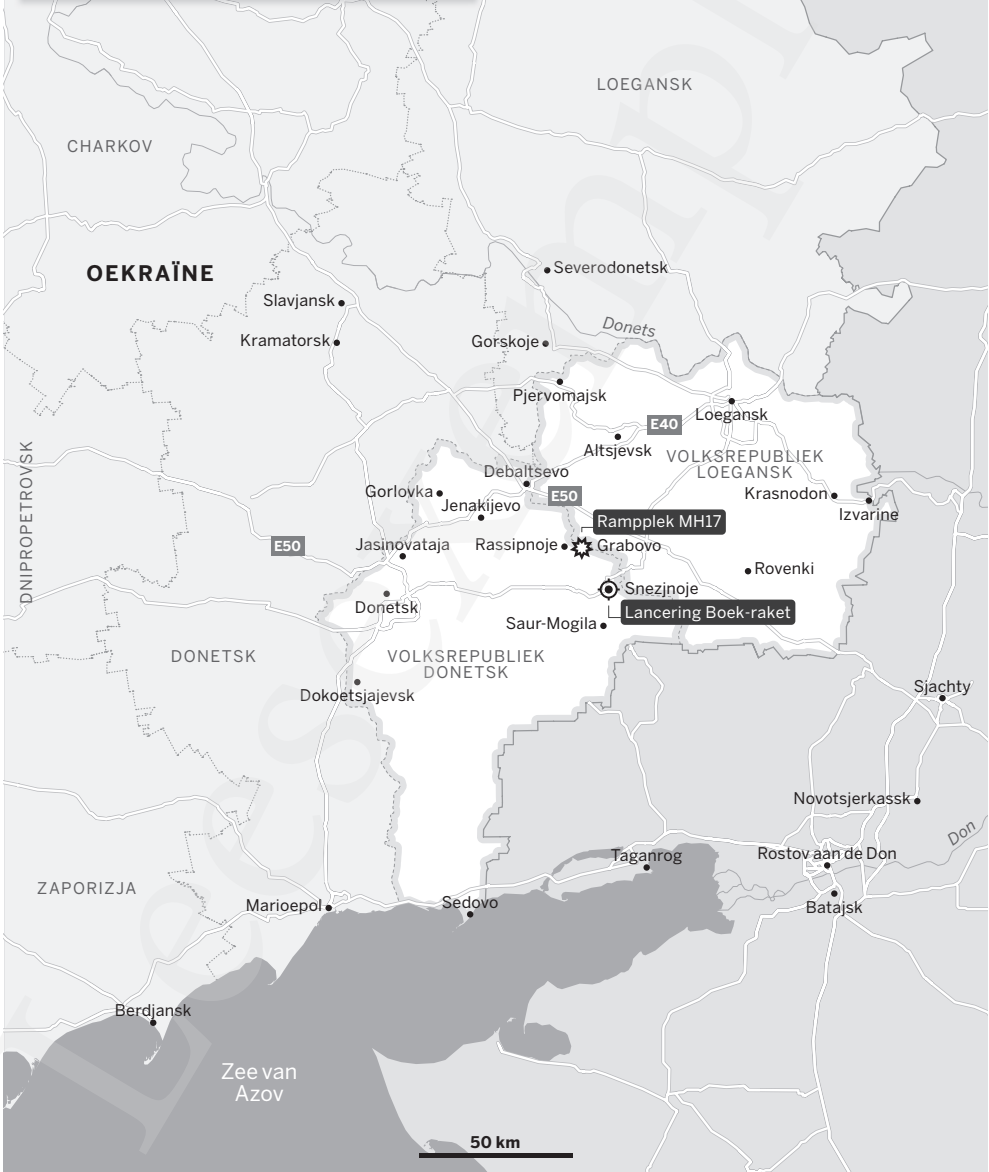 LOEGANSK
CHARKOV
OEKRAÏNE
Severodonetsk
Slavjansk
Donets
Kramatorsk
Gorskoje
Pjervomajsk
Loegansk
E40
Altsjevsk
VOLKSREPUBLIEK
LOEGANSK
Debaltsevo
Gorlovka
E50
Krasnodon
Jenakijevo
Izvarine
Rampplek MH17
DNIPROPETROVSK
E50
Jasinovataja
Rassipnoje
Grabovo
Rovenki
Snezjnoje
Donetsk
Lancering Boek-raket
Saur-Mogila
DONETSK
VOLKSREPUBLIEK
DONETSK
Dokoetsjajevsk
Sjachty
Novotsjerkassk
Don
Taganrog
Rostov aan de Don
ZAPORIZJA
Marioepol
Sedovo
Batajsk
Berdjansk
Zee van
Azov
50 km